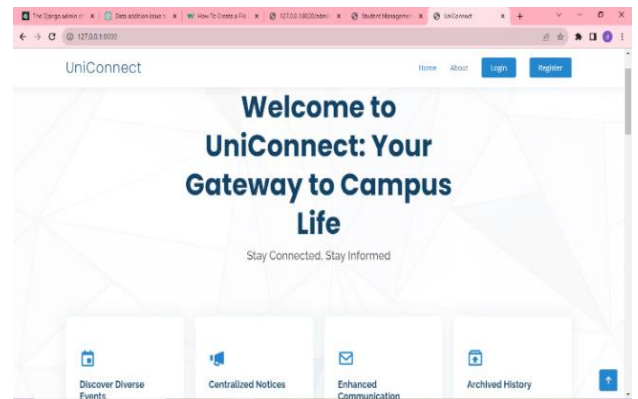 The Django admin
Data addition issue
How To Create a
127.0.0.1:8000/admin
Student Managemen
UniConnect
127.0.0.1:8000
UniConnect
Home
About
Login
Register
Welcome to
UniConnect: Your
Gateway to Campus
Life
Stay Connected, Stay Informed
Discover Diverse
Events
Centralized Notices
Enhanced
Communication
Archived History